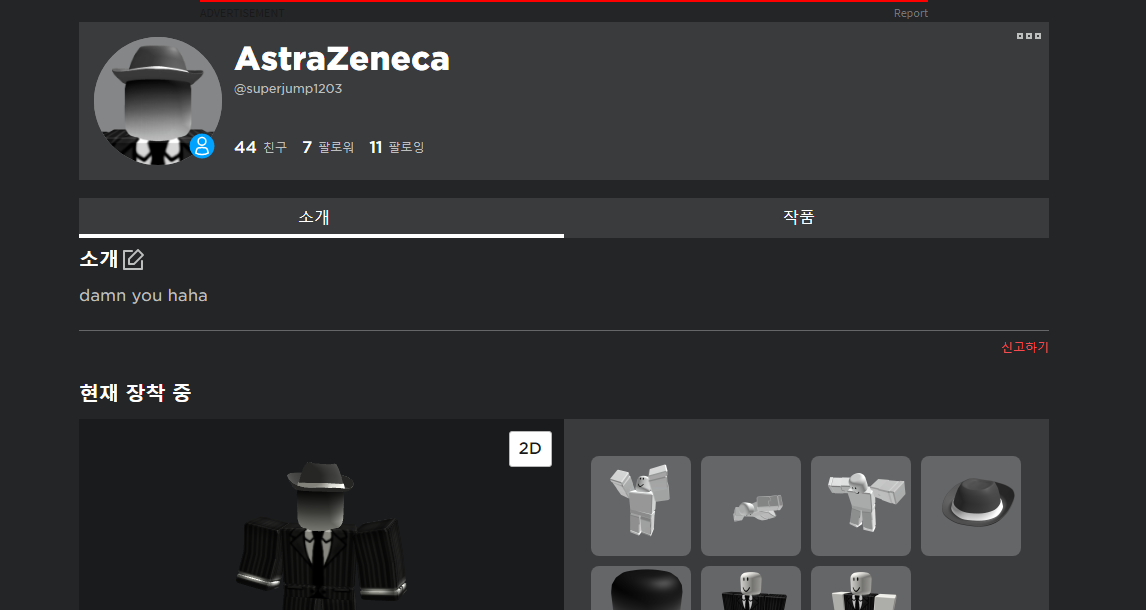 ADVERTISEMENT
Report
AstraZeneca
@superjump1203
44 친구 7 팔로워 11 팔로잉
소개 작품
소개
damn you haha
신고하기
현재 장착 중
2D